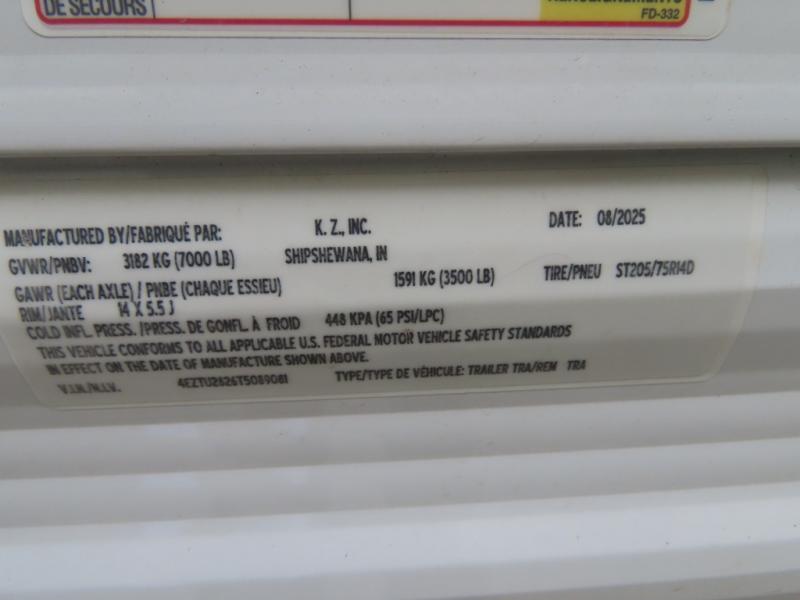 DE SECOURS
FD-332
MANUFACTURED BY/FABRIQUÉ PAR: K. Z., INC. DATE: 08/2025
GVWR/PNBV: 3182 KG (7000 LB) SHIPSHEWANA, IN
GAWR (EACH AXLE) / PNBE (CHAQUE ESSIEU) 1591 KG (3500 LB) TIRE/PNEU ST205/75R14D
RIM/JANTE 14 X 5.5 J
COLD INFL. PRESS. /PRESS. DE GONFL. À FROID 448 KPA (65 PSI/LPC)
THIS VEHICLE CONFORMS TO ALL APPLICABLE U.S. FEDERAL MOTOR VEHICLE SAFETY STANDARDS
IN EFFECT ON THE DATE OF MANUFACTURE SHOWN ABOVE.
V.I.N./N.I.V. 4EZTU2626T5089081 TYPE/TYPE DE VÉHICULE: TRAILER TRA/REM TRA